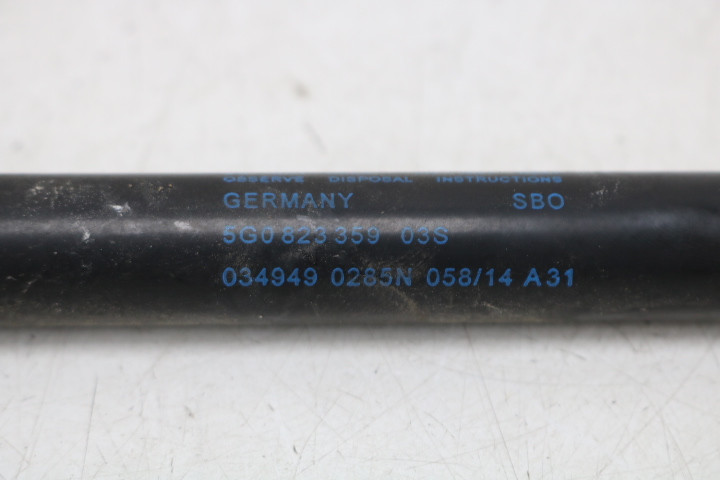 OBSERVE DISPOSAL INSTRUCTIONS
GERMANY SBO
5G0 823 359 03S
034949 0285N 058/14 A31